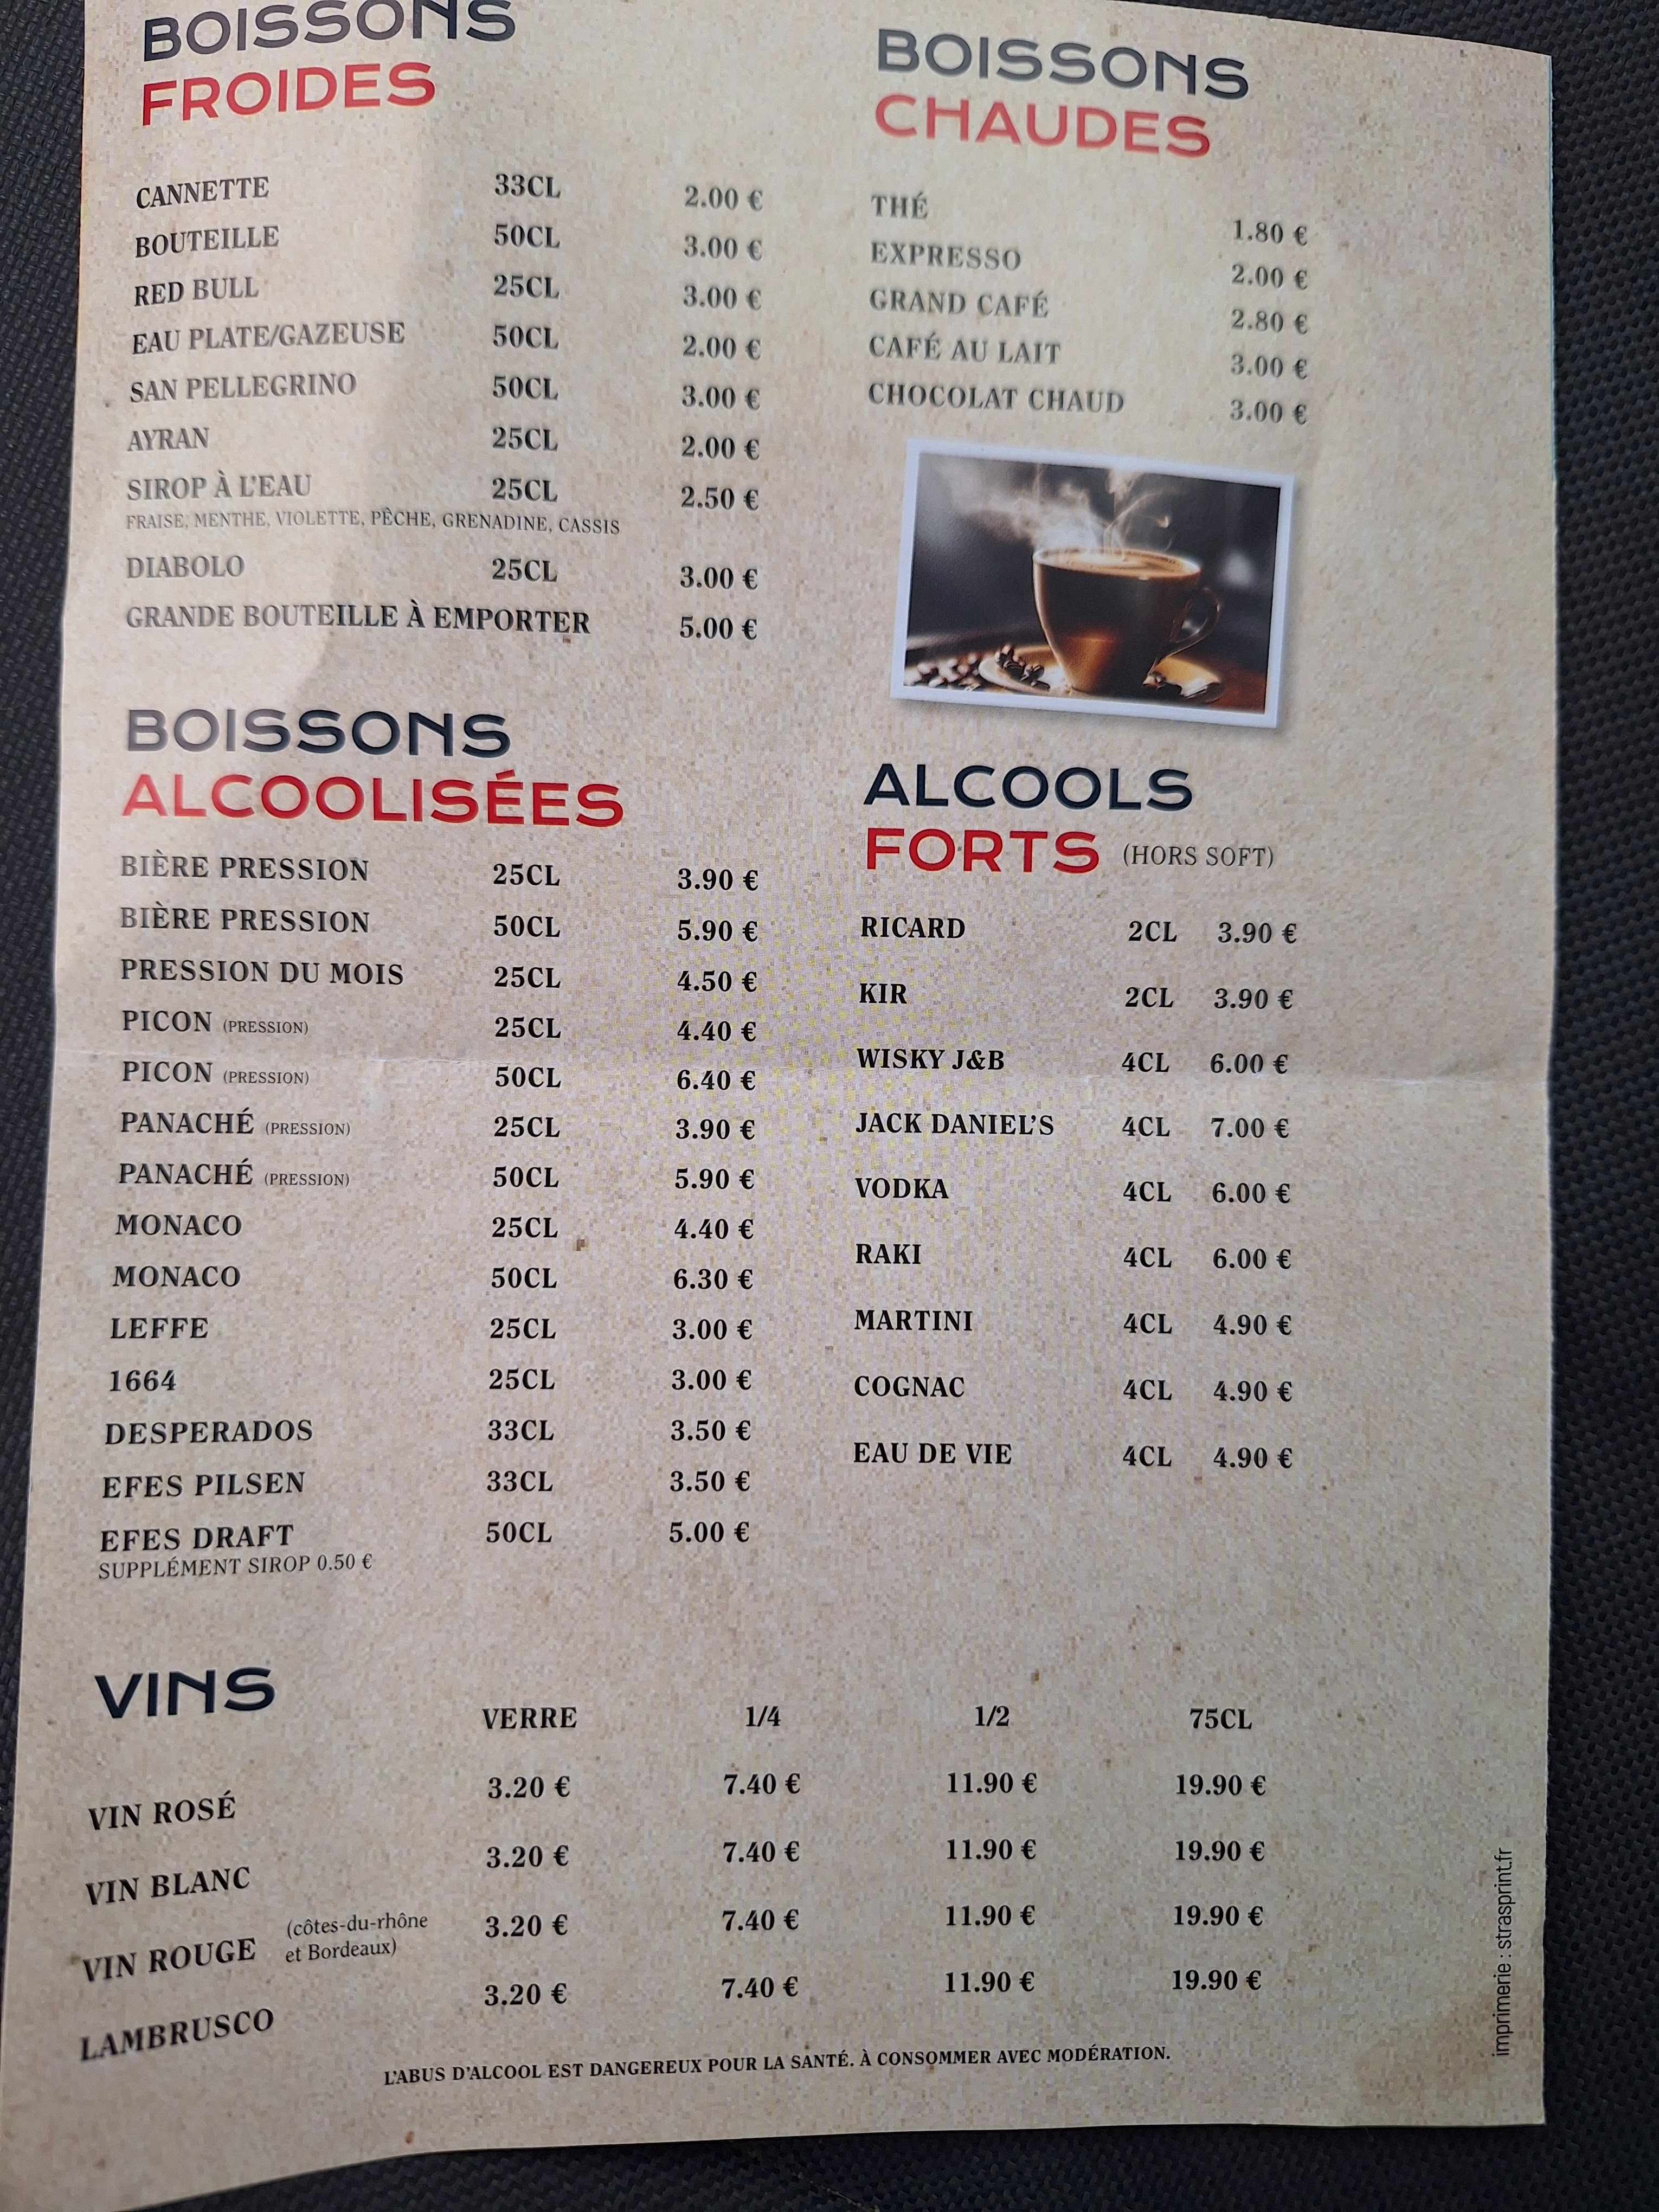 BOISSONS
FROIDES
CANNETTE 33CL 2.00 €
BOUTEILLE 50CL 3.00 €
RED BULL 25CL 3.00 €
EAU PLATE/GAZEUSE 50CL 2.00 €
SAN PELLEGRINO 50CL 3.00 €
AYRAN 25CL 2.00 €
SIROP À L'EAU 25CL 2.50 €
FRAISE, MENTHE, VIOLETTE, PÊCHE, GRENADINE, CASSIS
DIABOLO 25CL 3.00 €
GRANDE BOUTEILLE À EMPORTER 5.00 €
BOISSONS
CHAUDES
THÉ 1.80 €
EXPRESSO 2.00 €
GRAND CAFÉ 2.80 €
CAFÉ AU LAIT 3.00 €
CHOCOLAT CHAUD 3.00 €
BOISSONS
ALCOOLISÉES
BIÈRE PRESSION 25CL 3.90 €
BIÈRE PRESSION 50CL 5.90 €
PRESSION DU MOIS 25CL 4.50 €
PICON (PRESSION) 25CL 4.40 €
PICON (PRESSION) 50CL 6.40 €
PANACHÉ (PRESSION) 25CL 3.90 €
PANACHÉ (PRESSION) 50CL 5.90 €
MONACO 25CL 4.40 €
MONACO 50CL 6.30 €
LEFFE 25CL 3.00 €
1664 25CL 3.00 €
DESPERADOS 33CL 3.50 €
EFES PILSEN 33CL 3.50 €
EFES DRAFT 50CL 5.00 €
SUPPLÉMENT SIROP 0.50 €
ALCOOLS
FORTS (HORS SOFT)
RICARD 2CL 3.90 €
KIR 2CL 3.90 €
WISKY J&B 4CL 6.00 €
JACK DANIEL'S 4CL 7.00 €
VODKA 4CL 6.00 €
RAKI 4CL 6.00 €
MARTINI 4CL 4.90 €
COGNAC 4CL 4.90 €
EAU DE VIE 4CL 4.90 €
VINS
VERRE 1/4 1/2 75CL
VIN ROSÉ 3.20 € 7.40 € 11.90 € 19.90 €
VIN BLANC 3.20 € 7.40 € 11.90 € 19.90 €
VIN ROUGE (côtes-du-rhône
et Bordeaux) 3.20 € 7.40 € 11.90 € 19.90 €
LAMBRUSCO 3.20 € 7.40 € 11.90 € 19.90 €
L'ABUS D'ALCOOL EST DANGEREUX POUR LA SANTÉ. À CONSOMMER AVEC MODÉRATION.
imprimerie : strasprint.fr